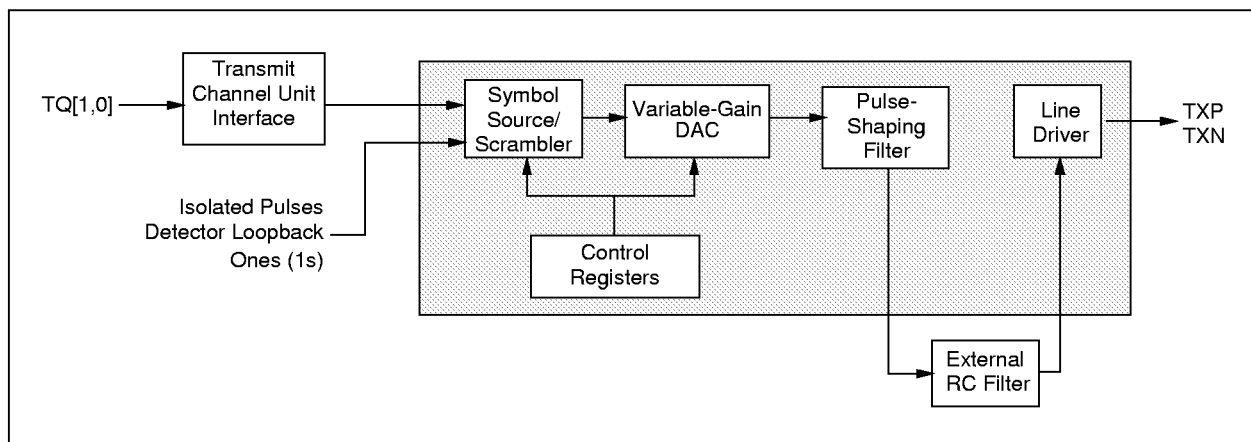 TQ[1,0]
Transmit
Channel Unit
Interface
Isolated Pulses
Detector Loopback
Ones (1s)
Symbol
Source/
Scrambler
Variable-Gain
DAC
Control
Registers
Pulse-
Shaping
Filter
External
RC Filter
Line
Driver
TXP
TXN